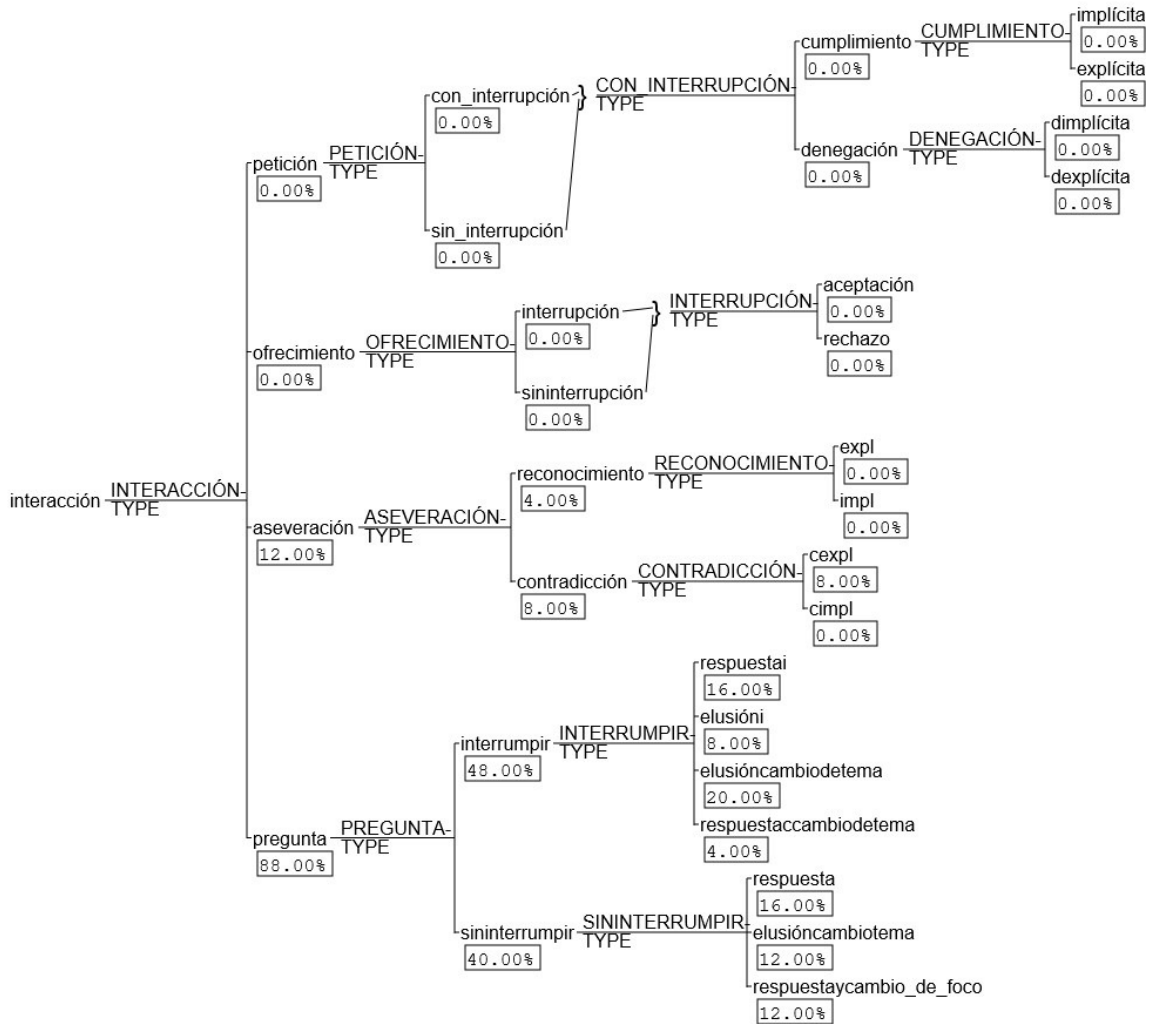 implícita
cumplimiento CUMPLIMIENTO-
TYPE
0.00%
0.00%
explícita
0.00%
con_interrupción } CON_INTERRUPCIÓN-
TYPE
0.00%
denegación DENEGACIÓN-
TYPE
0.00%
dimplícita
0.00%
dexplícita
0.00%
petición PETICIÓN-
TYPE
0.00%
sin_interrupción
0.00%
interrupción } INTERRUPCIÓN-
TYPE
0.00%
aceptación
0.00%
rechazo
0.00%
ofrecimiento OFRECIMIENTO-
TYPE
0.00%
sininterrupción
0.00%
interacción INTERACCIÓN-
TYPE
reconocimiento RECONOCIMIENTO-
TYPE
4.00%
expl
0.00%
impl
0.00%
aseveración ASEVERACIÓN-
TYPE
12.00%
contradicción CONTRADICCIÓN-
TYPE
8.00%
cexpl
8.00%
cimpl
0.00%
respuestai
16.00%
elusióni
8.00%
interrumpir INTERRUMPIR-
TYPE
48.00%
elusióncambiodetema
20.00%
respuestaccambiodetema
4.00%
pregunta PREGUNTA-
TYPE
88.00%
respuesta
16.00%
sininterrumpir SININTERRUMPIR-
TYPE
40.00%
elusióncambiotema
12.00%
respuestaycambio_de_foco
12.00%